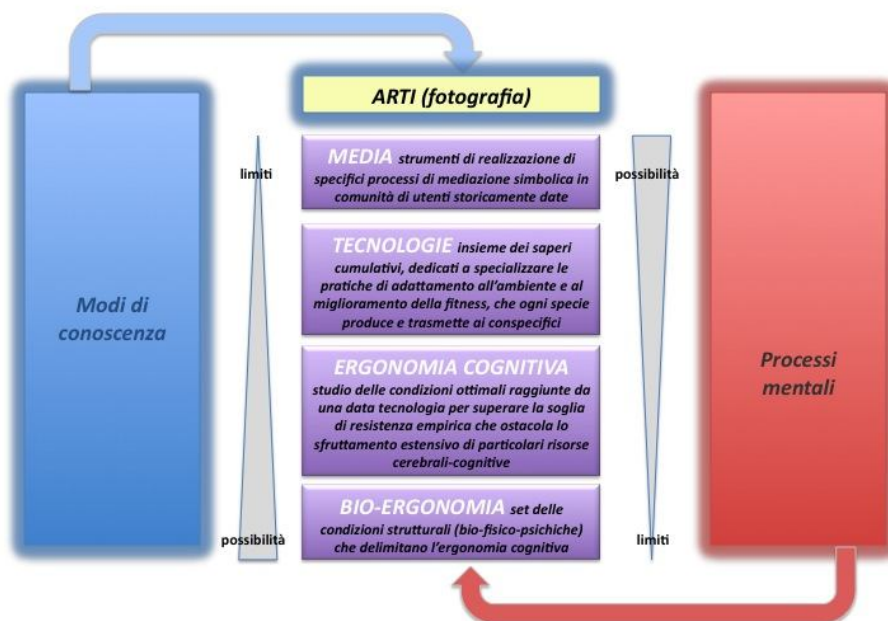 ARTI (fotografia)
Modi di
conoscenza
limiti
possibilità
MEDIA strumenti di realizzazione di
specifici processi di mediazione simbolica in
comunità di utenti storicamente date
TECNOLOGIE insieme dei saperi
cumulativi, dedicati a specializzare le
pratiche di adattamento all'ambiente e al
miglioramento della fitness, che ogni specie
produce e trasmette ai conspecifici
ERGONOMIA COGNITIVA
studio delle condizioni ottimali raggiunte da
una data tecnologia per superare la soglia
di resistenza empirica che ostacola lo
sfruttamento estensivo di particolari risorse
cerebrali-cognitive
BIO-ERGONOMIA set delle
condizioni strutturali (bio-fisico-psichiche)
che delimitano l'ergonomia cognitiva
possibilità
limiti
Processi
mentali